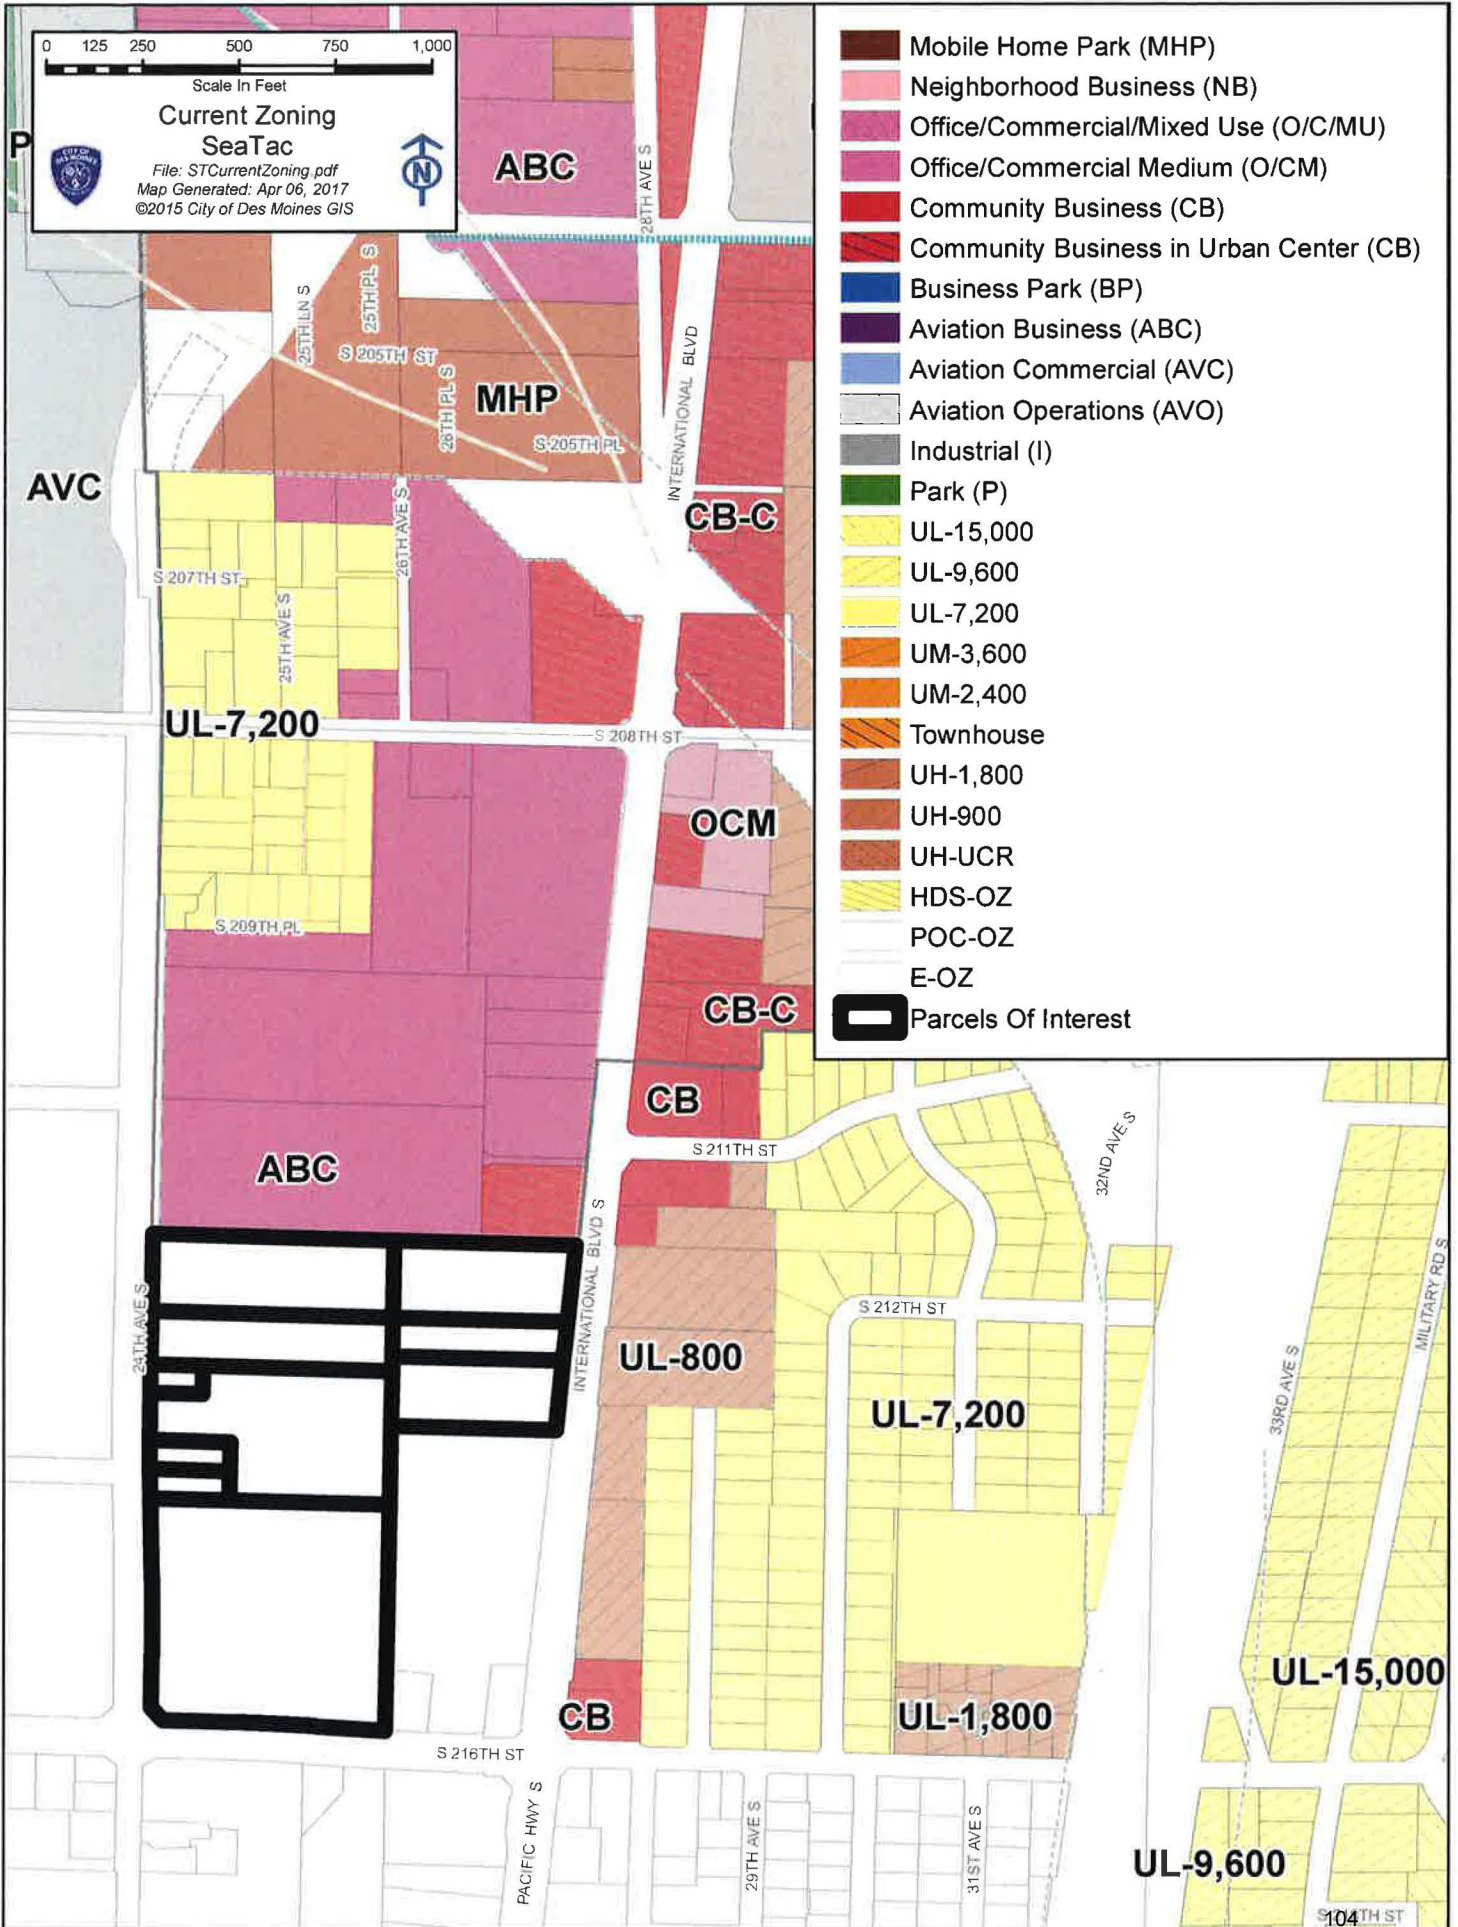 0 125 250 500 750 1,000
Scale In Feet
Current Zoning
SeaTac
File: STCurrentZoning.pdf
Map Generated: Apr 06, 2017
©2015 City of Des Moines GIS
CITY OF
DES MOINES
N
P
Mobile Home Park (MHP)
Neighborhood Business (NB)
Office/Commercial/Mixed Use (O/C/MU)
Office/Commercial Medium (O/CM)
Community Business (CB)
Community Business in Urban Center (CB)
Business Park (BP)
Aviation Business (ABC)
Aviation Commercial (AVC)
Aviation Operations (AVO)
Industrial (I)
Park (P)
UL-15,000
UL-9,600
UL-7,200
UM-3,600
UM-2,400
Townhouse
UH-1,800
UH-900
UH-UCR
HDS-OZ
POC-OZ
E-OZ
Parcels Of Interest
ABC
28TH AVE S
25TH LN S
25TH PL S
S 205TH ST
26TH PL S
MHP
S 205TH PL
INTERNATIONAL BLVD
AVC
26TH AVE S
CB-C
S 207TH ST
25TH AVE S
UL-7,200
S 208TH ST
OCM
S 209TH PL
CB-C
CB
S 211TH ST
32ND AVE S
ABC
24TH AVE S
INTERNATIONAL BLVD S
S 212TH ST
MILITARY RD S
UL-800
33RD AVE S
UL-7,200
UL-15,000
CB
UL-1,800
S 216TH ST
PACIFIC HWY S
29TH AVE S
31ST AVE S
UL-9,600
104